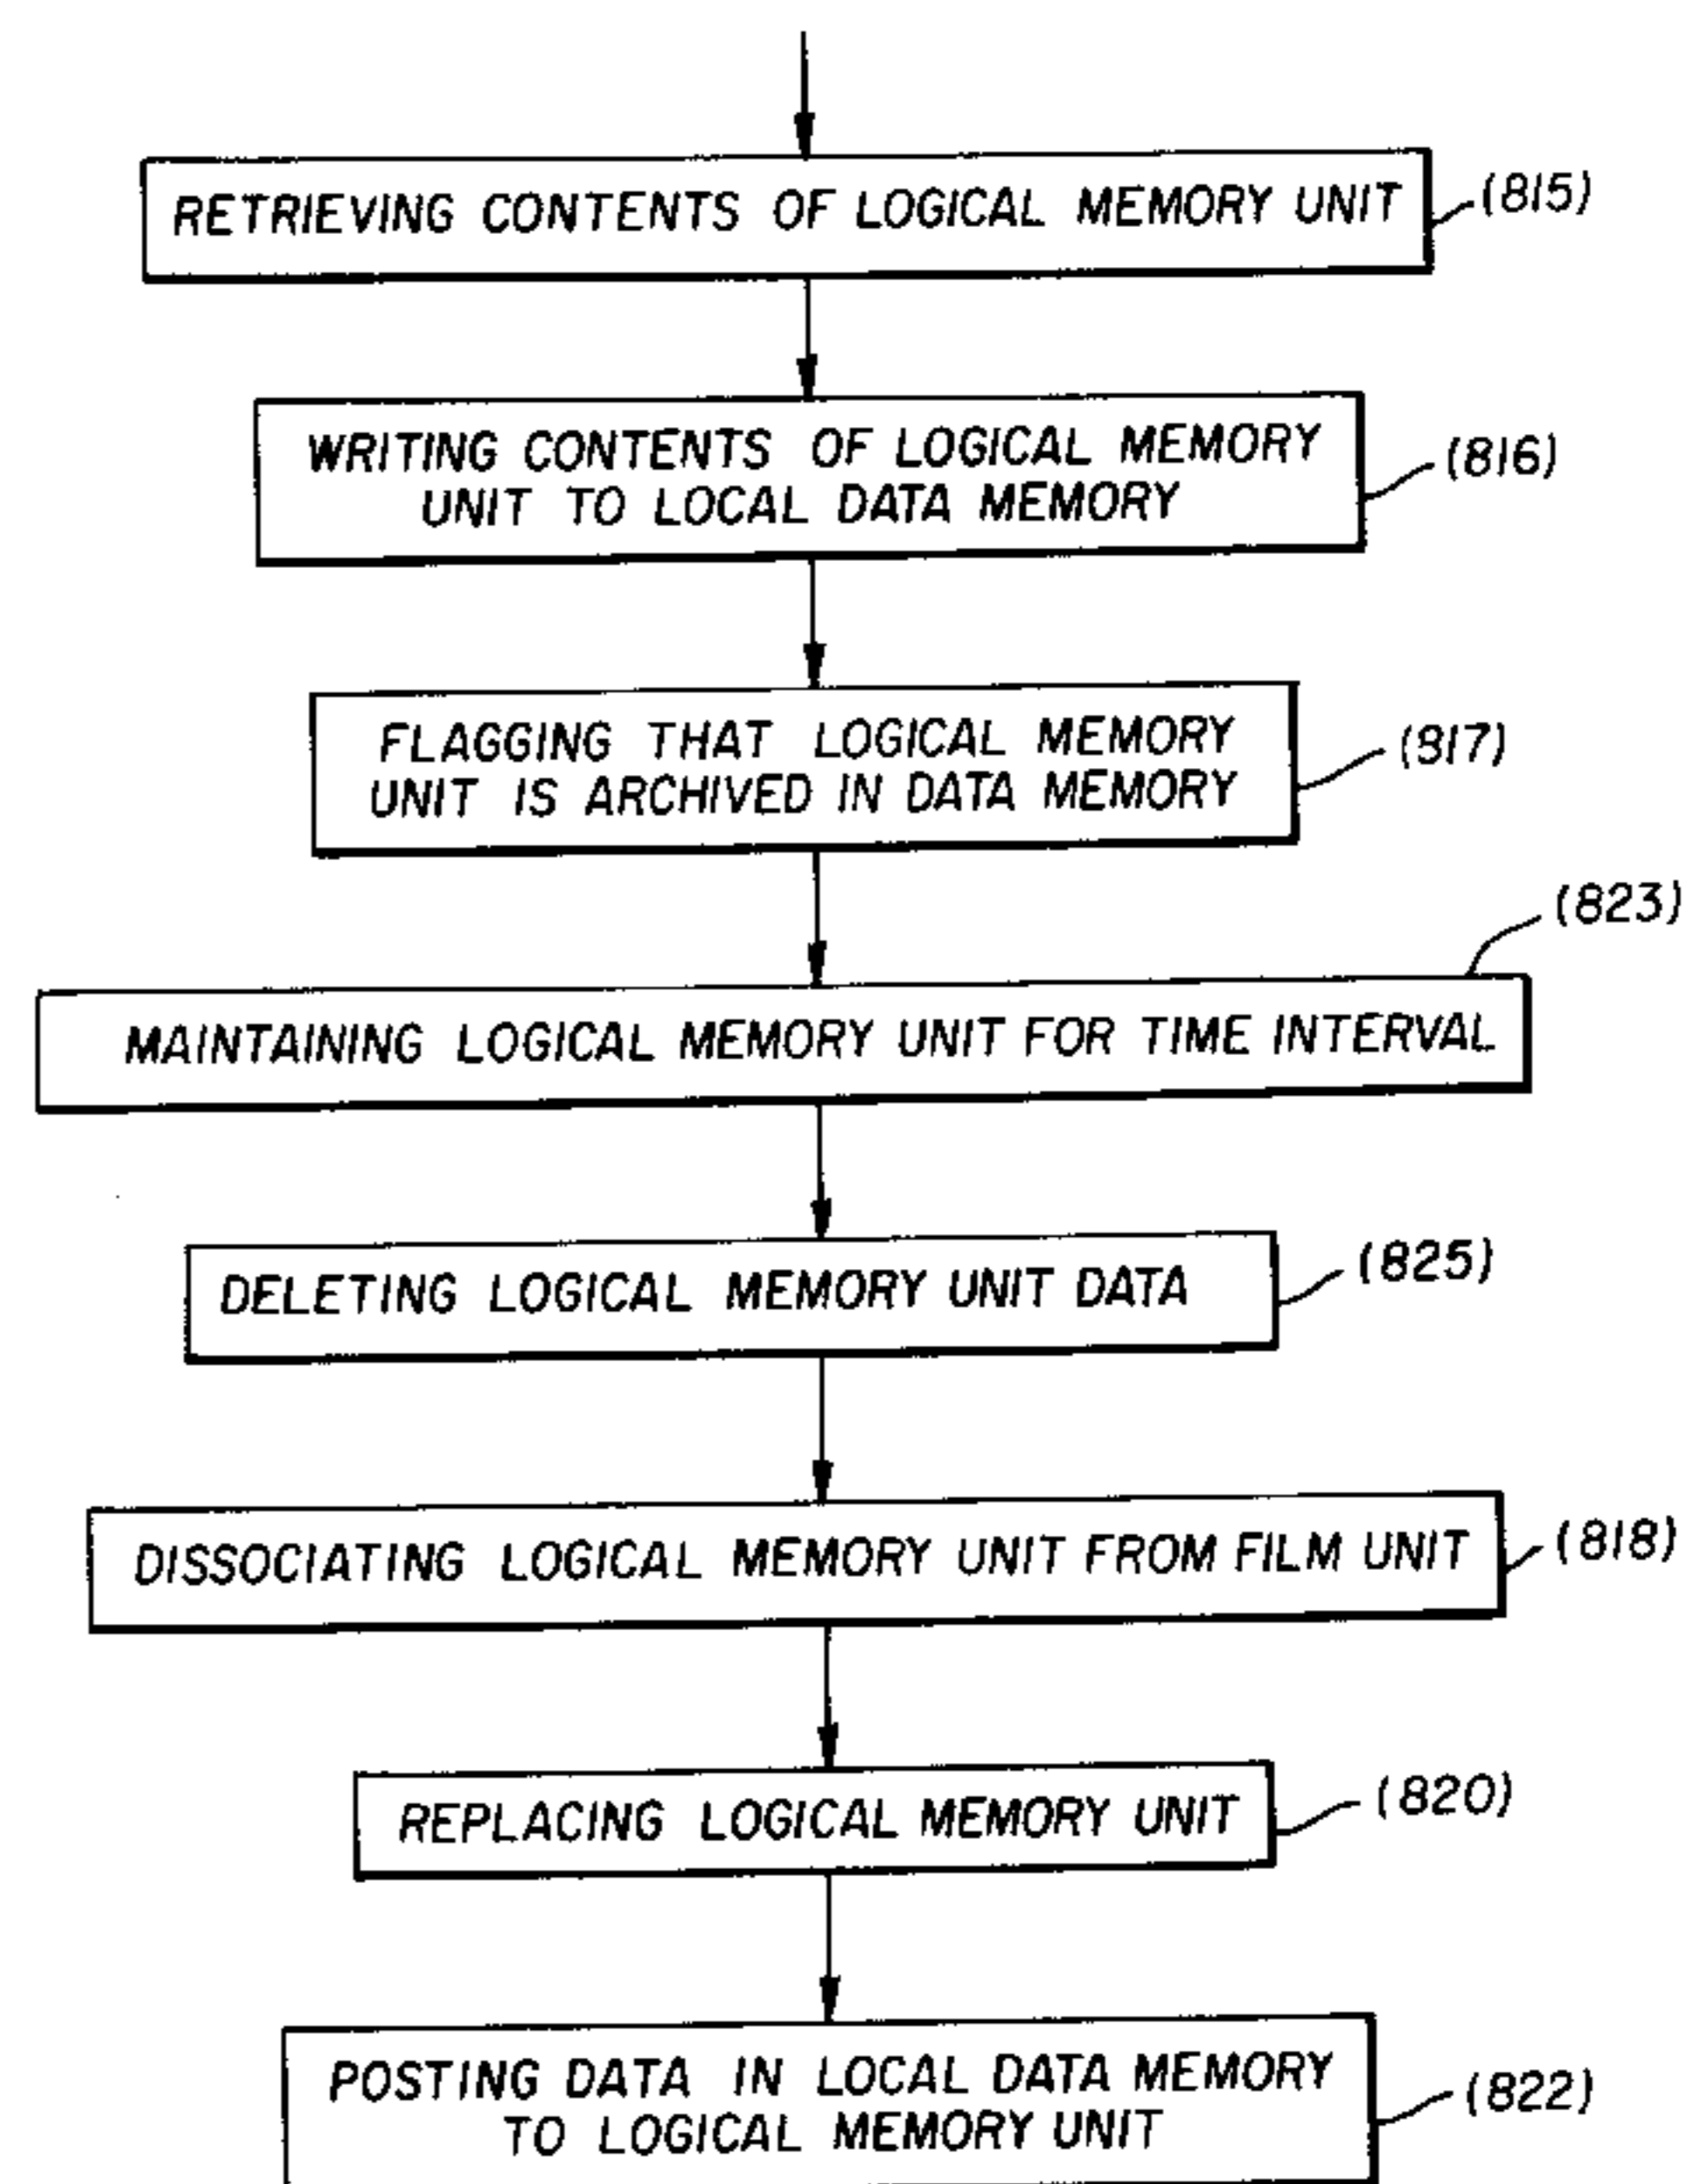 RETRIEVING CONTENTS OF LOGICAL MEMORY UNIT
(815)
WRITING CONTENTS OF LOGICAL MEMORY
UNIT TO LOCAL DATA MEMORY
(816)
FLAGGING THAT LOGICAL MEMORY
UNIT IS ARCHIVED IN DATA MEMORY
(817)
(823)
MAINTAINING LOGICAL MEMORY UNIT FOR TIME INTERVAL
DELETING LOGICAL MEMORY UNIT DATA
(825)
DISSOCIATING LOGICAL MEMORY UNIT FROM FILM UNIT
(818)
REPLACING LOGICAL MEMORY UNIT
(820)
POSTING DATA IN LOCAL DATA MEMORY
TO LOGICAL MEMORY UNIT
(822)